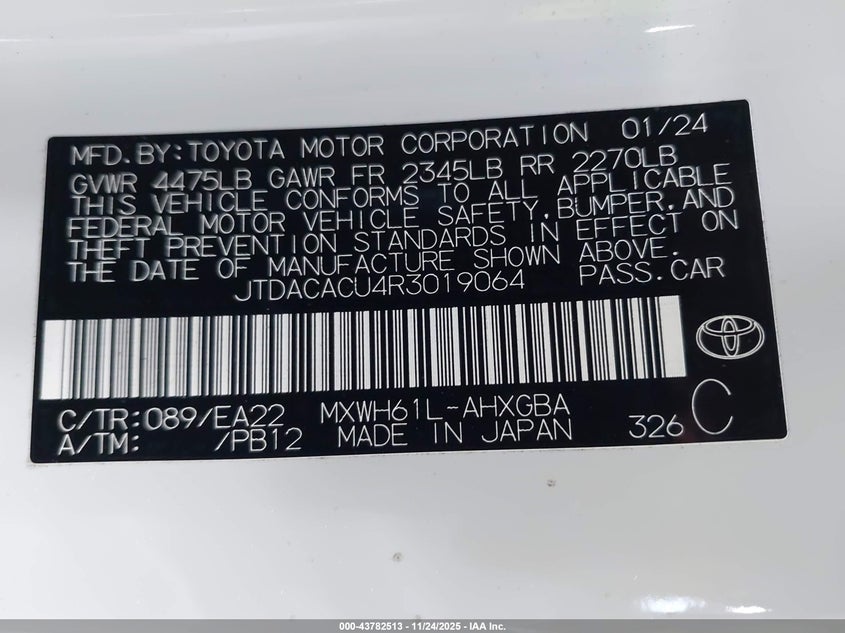 MFD. BY: TOYOTA MOTOR CORPORATION 01/24
GVWR 4475LB GAWR FR 2345LB RR 2270LB
THIS VEHICLE CONFORMS TO ALL APPLICABLE
FEDERAL MOTOR VEHICLE SAFETY, BUMPER, AND
THEFT PREVENTION STANDARDS IN EFFECT ON
THE DATE OF MANUFACTURE SHOWN ABOVE.
JTDACACU4R3019064 PASS. CAR
C/TR: 089/EA22 MXWH61L-AHXGBA
A/TM: /PB12 MADE IN JAPAN 326 C
000-43782513 - 11/24/2025 - IAA Inc.